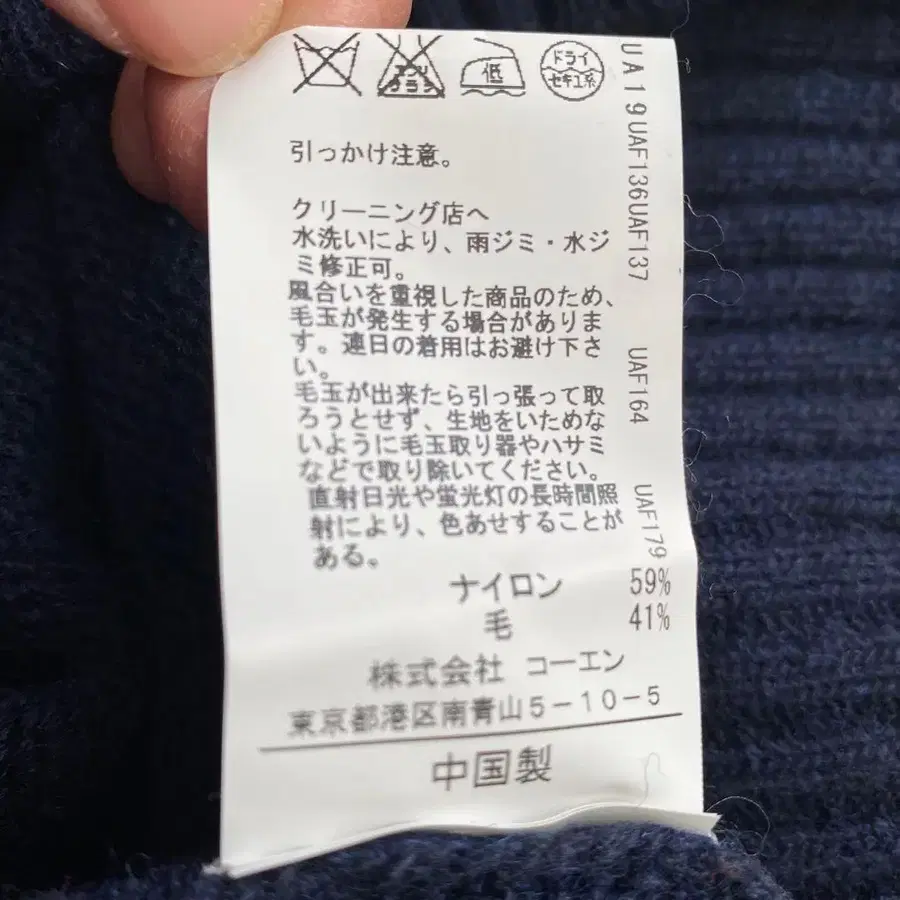 エンソ
サラシ
低
ドライ
セキユ系
引っかけ注意。
クリーニング店へ
水洗いにより、雨ジミ・水ジ
ミ修正可。
風合いを重視した商品のため、
毛玉が発生する場合がありま
す。連日の着用はお避け下さ
い。
毛玉が出来たら引っ張って取
ろうとせず、生地をいためな
いように毛玉取り器やハサミ
などで取り除いてください。
直射日光や蛍光灯の長時間照
射により、色あせすることが
ある。
ナイロン 59%
毛 41%
株式会社 コーエン
東京都港区南青山5-10-5
中国製
UA19UAF136UAF137 UAF164 UAF179